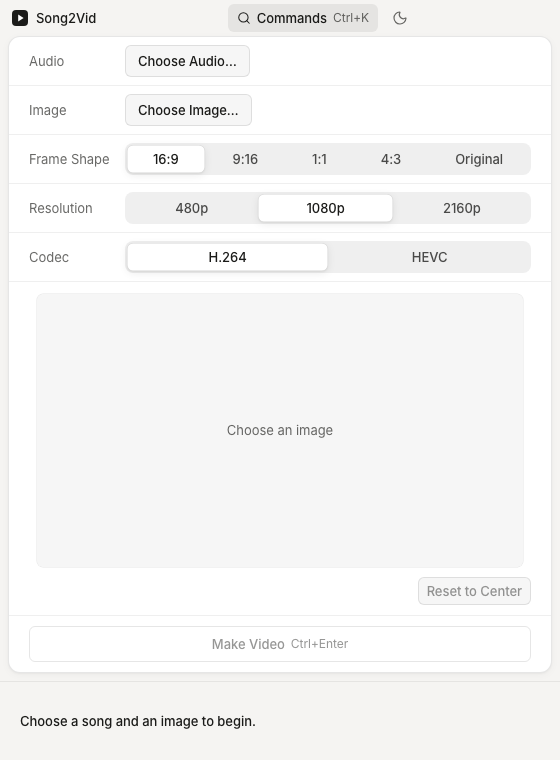 Song2Vid
Commands Ctrl+K
Audio
Choose Audio...
Image
Choose Image...
Frame Shape
16:9 9:16 1:1 4:3 Original
Resolution
480p 1080p 2160p
Codec
H.264 HEVC
Choose an image
Reset to Center
Make Video Ctrl+Enter
Choose a song and an image to begin.